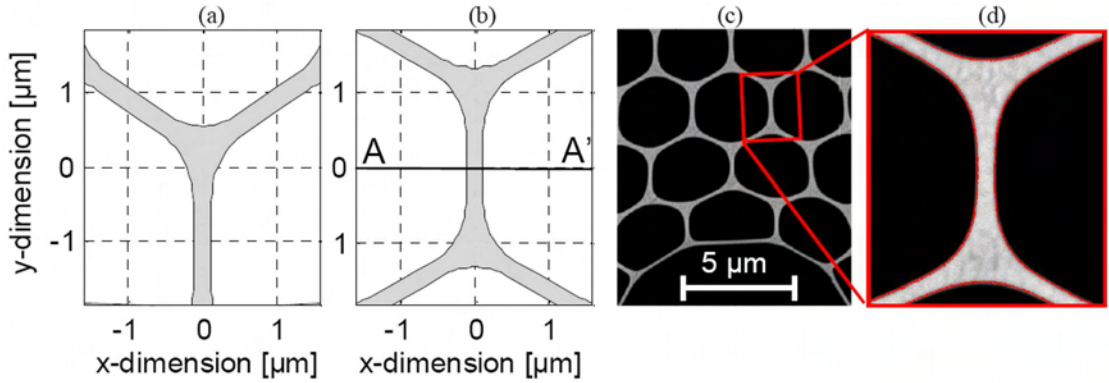 (a) (b) (c) (d)
y-dimension [μm]
1
0
-1
-1 0 1
x-dimension [μm]
A A’
1
0
1
-1 0 1
x-dimension [μm]
5 μm